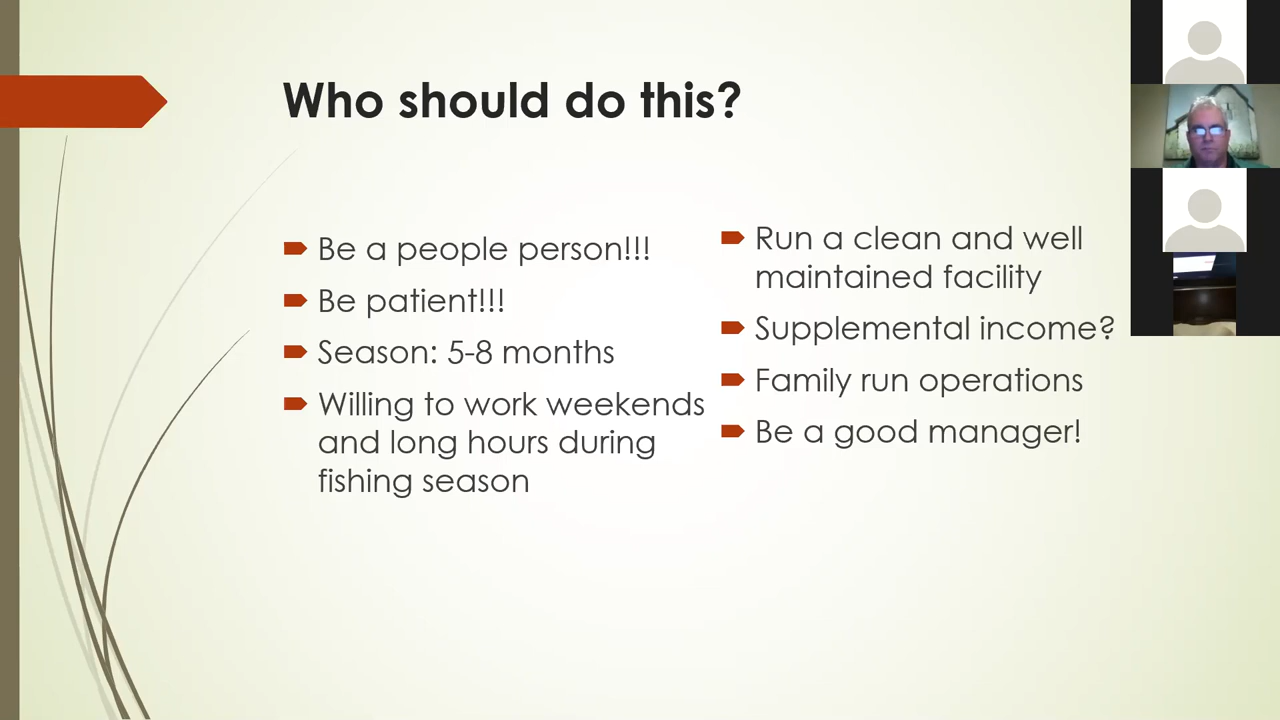 Who should do this?
Be a people person!!!
Be patient!!!
Season: 5-8 months
Willing to work weekends
and long hours during
fishing season
Run a clean and well
maintained facility
Supplemental income?
Family run operations
Be a good manager!